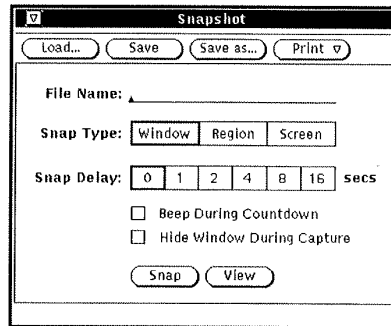 Snapshot
Load... Save Save as... Print
File Name:
Snap Type: Window Region Screen
Snap Delay: 0 1 2 4 8 16 secs
Beep During Countdown
Hide Window During Capture
Snap View